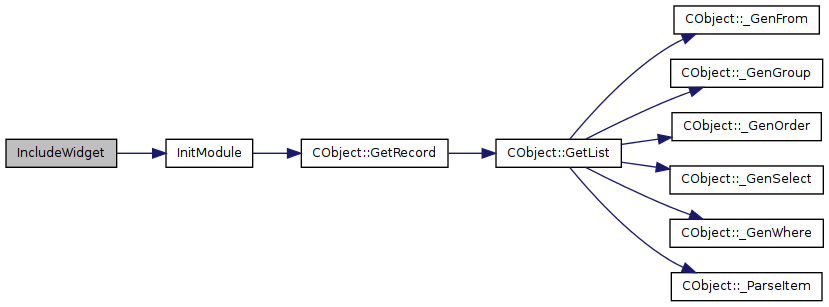 IncludeWidget
InitModule
CObject::GetRecord
CObject::GetList
CObject::_GenFrom
CObject::_GenGroup
CObject::_GenOrder
CObject::_GenSelect
CObject::_GenWhere
CObject::_ParseItem